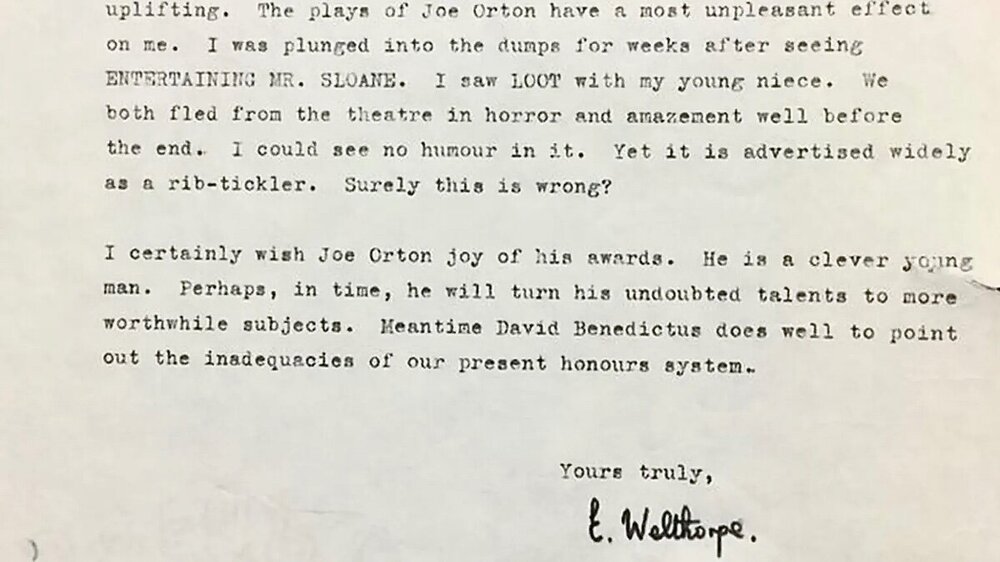 uplifting. The plays of Joe Orton have a most unpleasant effect
on me. I was plunged into the dumps for weeks after seeing
ENTERTAINING MR. SLOANE. I saw LOOT with my young niece. We
both fled from the theatre in horror and amazement well before
the end. I could see no humour in it. Yet it is advertised widely
as a rib-tickler. Surely this is wrong?
I certainly wish Joe Orton joy of his awards. He is a clever young
man. Perhaps, in time, he will turn his undoubted talents to more
worthwhile subjects. Meantime David Benedictus does well to point
out the inadequacies of our present honours system.
Yours truly,
E. Welthorpe.